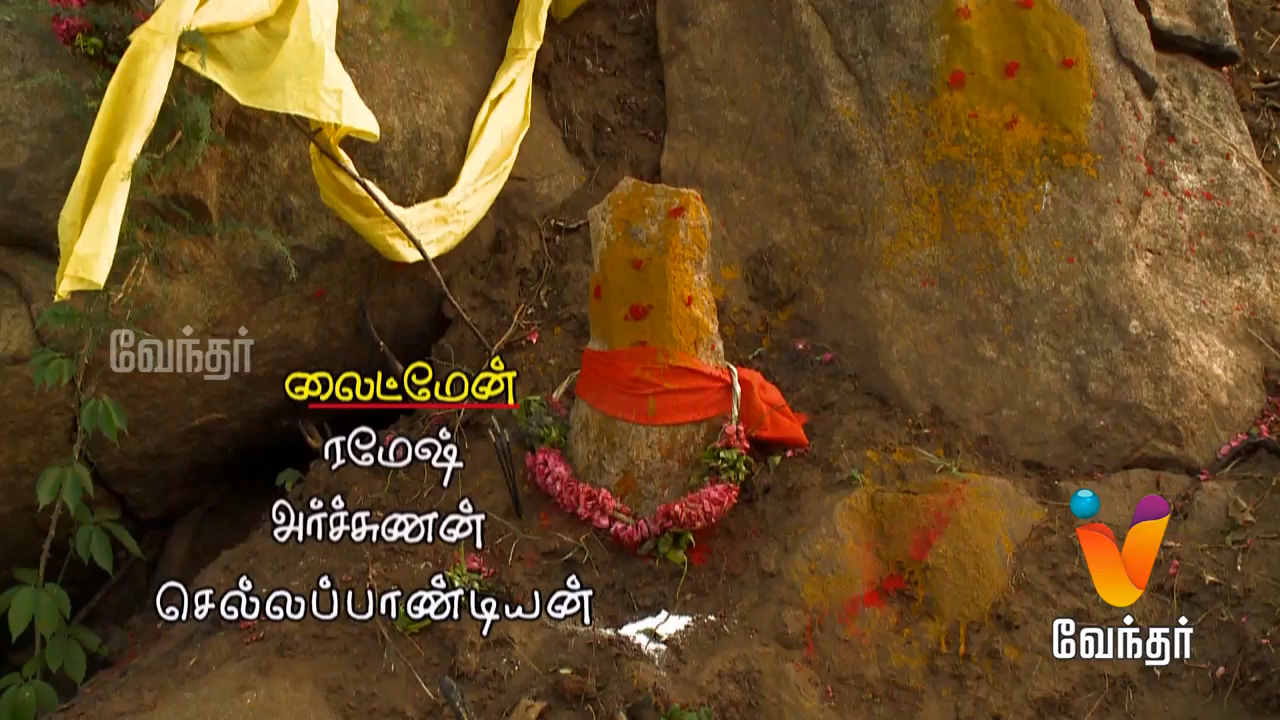 வேந்தர்
லைட்மேன்
ரமேஷ்
அர்ச்சுணன்
செல்லப்பாண்டியன்
வேந்தர்